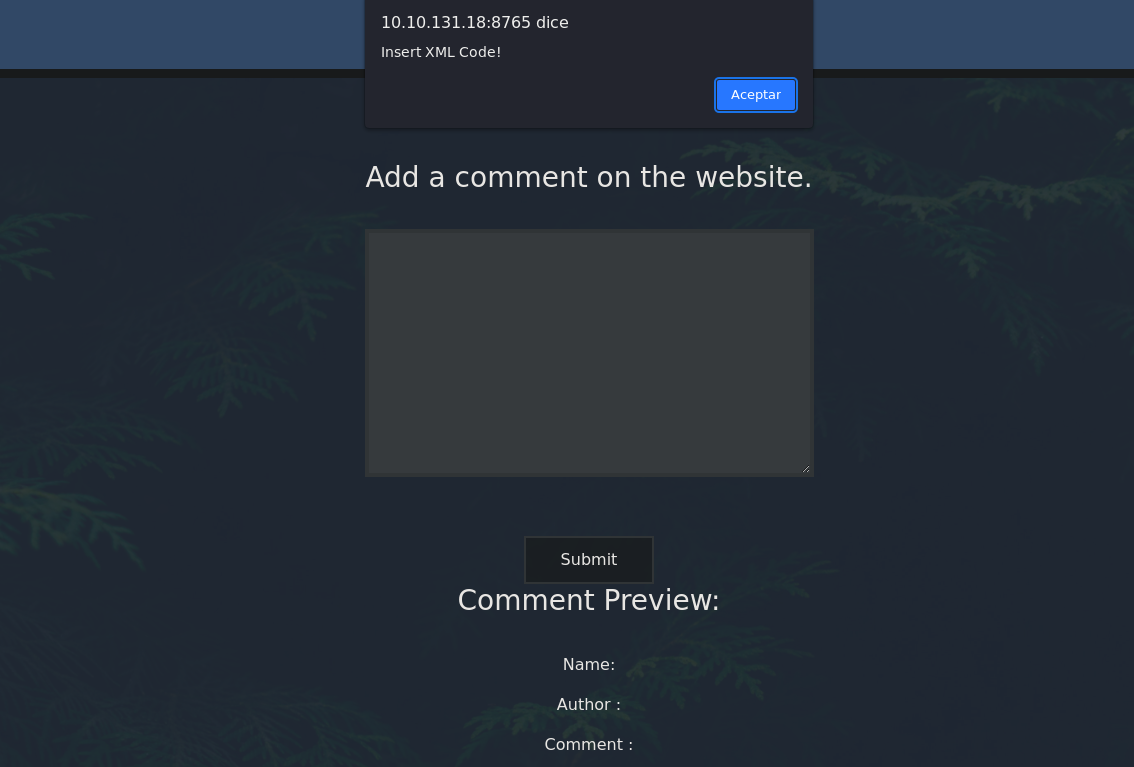 10.10.131.18:8765 dice
Insert XML Code!
Aceptar
Add a comment on the website.
Submit
Comment Preview:
Name:
Author :
Comment :